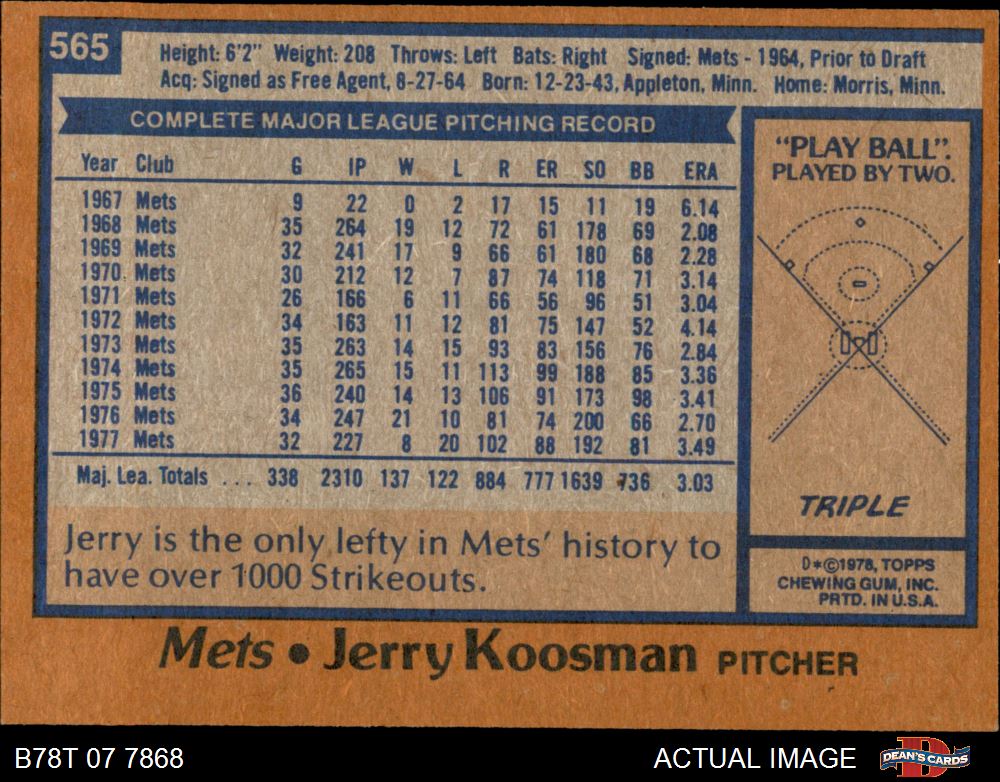 565
Height: 6'2" Weight: 208 Throws: Left Bats: Right Signed: Mets - 1964, Prior to Draft
Acq: Signed as Free Agent, 8-27-64 Born: 12-23-43, Appleton, Minn. Home: Morris, Minn.
COMPLETE MAJOR LEAGUE PITCHING RECORD
Year Club G IP W L R ER SO BB ERA
1967 Mets 9 22 0 2 17 15 11 19 6.14
1968 Mets 35 264 19 12 72 61 178 69 2.08
1969 Mets 32 241 17 9 66 61 180 68 2.28
1970. Mets 30 212 12 7 87 74 118 71 3.14
1971 Mets 26 166 6 11 66 56 96 51 3.04
1972 Mets 34 163 11 12 81 75 147 52 4.14
1973 Mets 35 263 14 15 93 83 156 76 2.84
1974 Mets 35 265 15 11 113 99 188 85 3.36
1975 Mets 36 240 14 13 106 91 173 98 3.41
1976 Mets 34 247 21 10 81 74 200 66 2.70
1977 Mets 32 227 8 20 102 88 192 81 3.49
Maj. Lea. Totals . . . 338 2310 137 122 884 777 1639 736 3.03
Jerry is the only lefty in Mets' history to
have over 1000 Strikeouts.
"PLAY BALL".
PLAYED BY TWO.
TRIPLE
D*©1978, TOPPS
CHEWING GUM, INC.
PRTD. IN U.S.A.
Mets • Jerry Koosman PITCHER
B78T 07 7868
ACTUAL IMAGE
D
DEAN'S CARDS